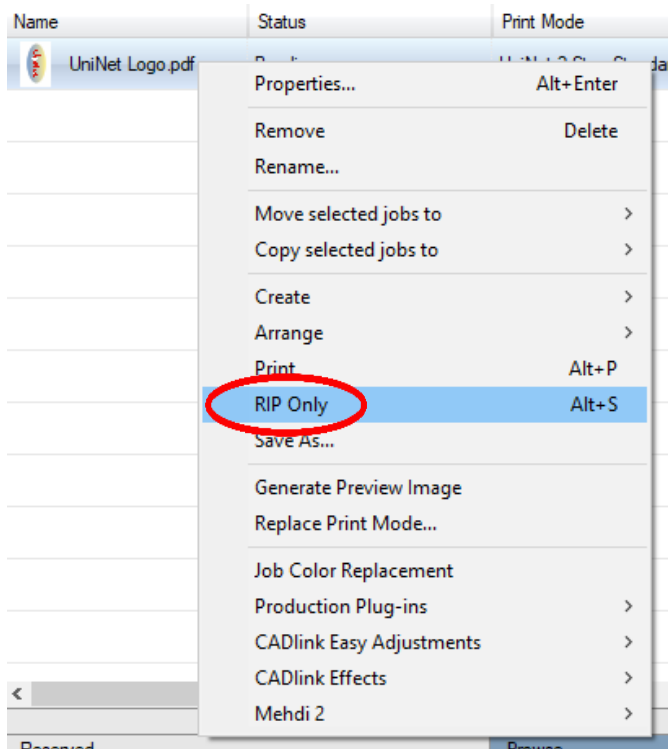 Name Status Print Mode
UniNet Logo.pdf
Properties... Alt+Enter
Remove Delete
Rename...
Move selected jobs to
Copy selected jobs to
Create
Arrange
Print Alt+P
RIP Only Alt+S
Save As...
Generate Preview Image
Replace Print Mode...
Job Color Replacement
Production Plug-ins
CADlink Easy Adjustments
CADlink Effects
Mehdi 2